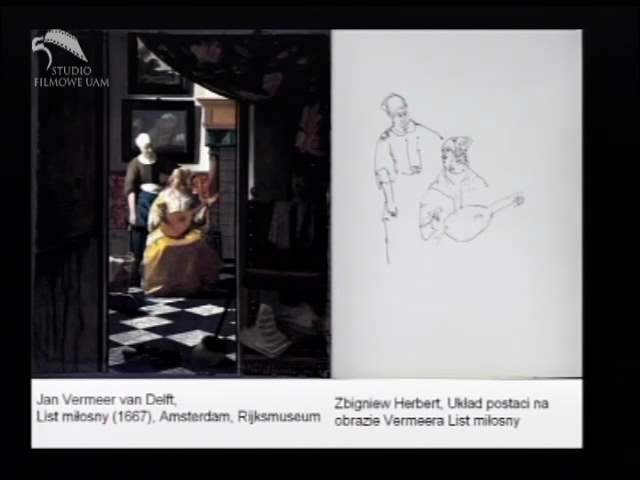 STUDIO
FILMOWE UAM
Jan Vermeer van Delft,
List miłosny (1667), Amsterdam, Rijksmuseum
Zbigniew Herbert, Układ postaci na
obrazie Vermeera List miłosny